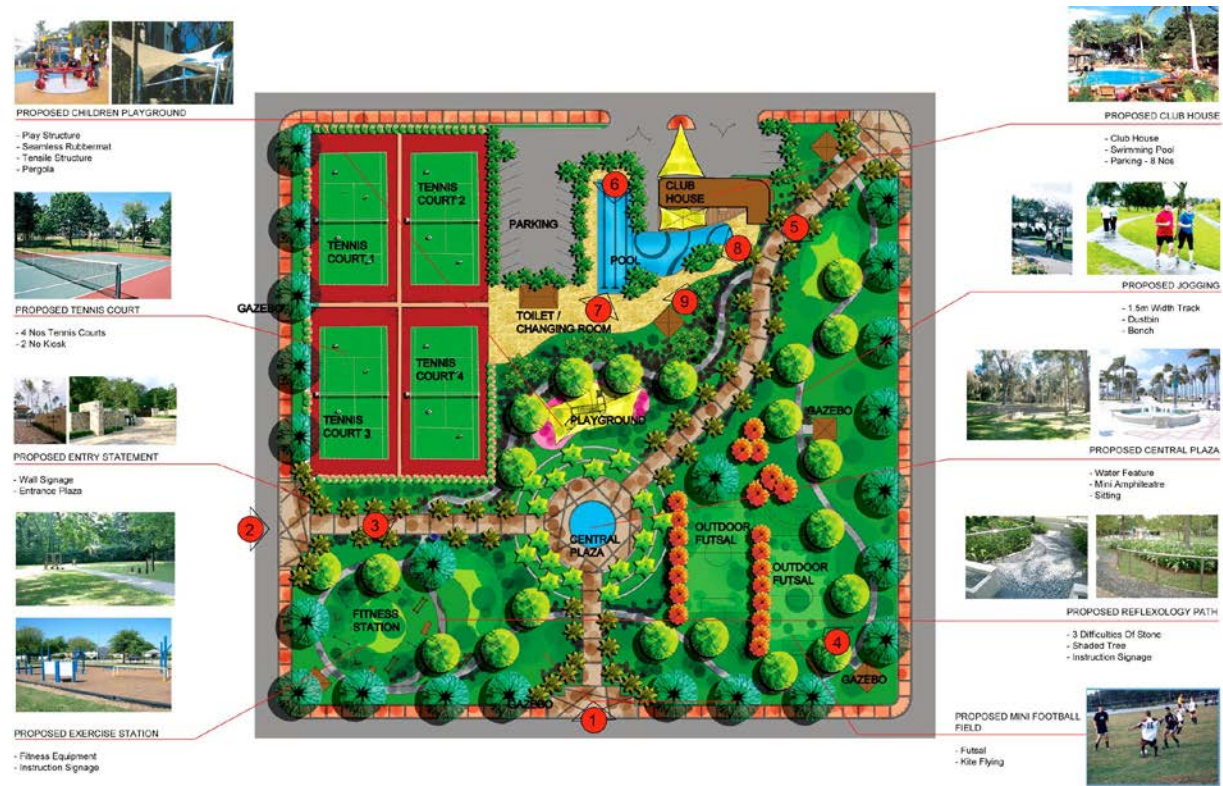 PROPOSED CHILDREN PLAYGROUND
- Play Structure
- Seamless Rubbermat
- Tensile Structure
- Pergola
PROPOSED TENNIS COURT
- 4 Nos Tennis Courts
- 2 No Kiosk
PROPOSED ENTRY STATEMENT
- Wall Signage
- Entrance Plaza
PROPOSED EXERCISE STATION
- Fitness Equipment
- Instruction Signage
TENNIS
COURT 1
TENNIS
COURT 2
PARKING
6
CLUB
HOUSE
5
POOL
8
GAZEBO
TOILET /
CHANGING ROOM
7
9
TENNIS
COURT 3
TENNIS
COURT 4
PLAYGROUND
GAZEBO
2
3
CENTRAL
PLAZA
OUTDOOR
FUTSAL
OUTDOOR
FUTSAL
FITNESS
STATION
4
GAZEBO
GAZEBO
1
PROPOSED CLUB HOUSE
- Club House
- Swimming Pool
- Parking - 8 Nos
PROPOSED JOGGING
- 1.5m Width Track
- Dustbin
- Bench
PROPOSED CENTRAL PLAZA
- Water Feature
- Mini Amphiteatre
- Sitting
PROPOSED REFLEXOLOGY PATH
- 3 Difficulties Of Stone
- Shaded Tree
- Instruction Signage
PROPOSED MINI FOOTBALL
FIELD
- Futsal
- Kite Flying